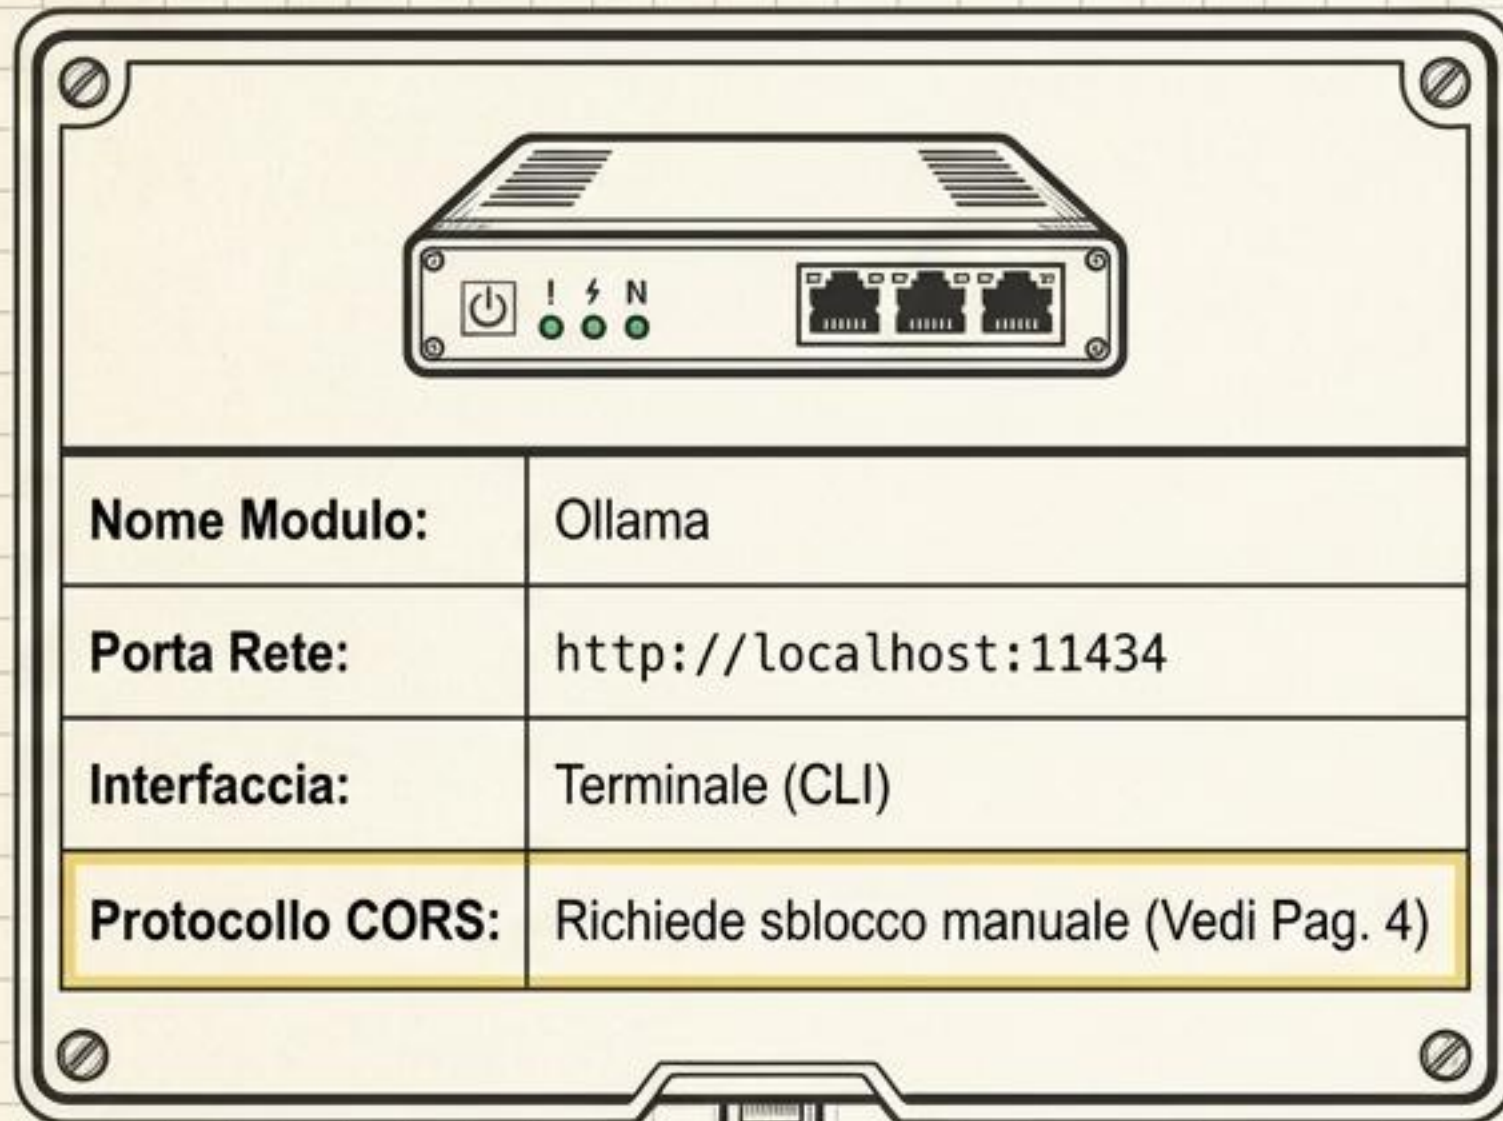 ! ⚡ N
Nome Modulo: Ollama
Porta Rete: http://localhost:11434
Interfaccia: Terminale (CLI)
Protocollo CORS: Richiede sblocco manuale (Vedi Pag. 4)